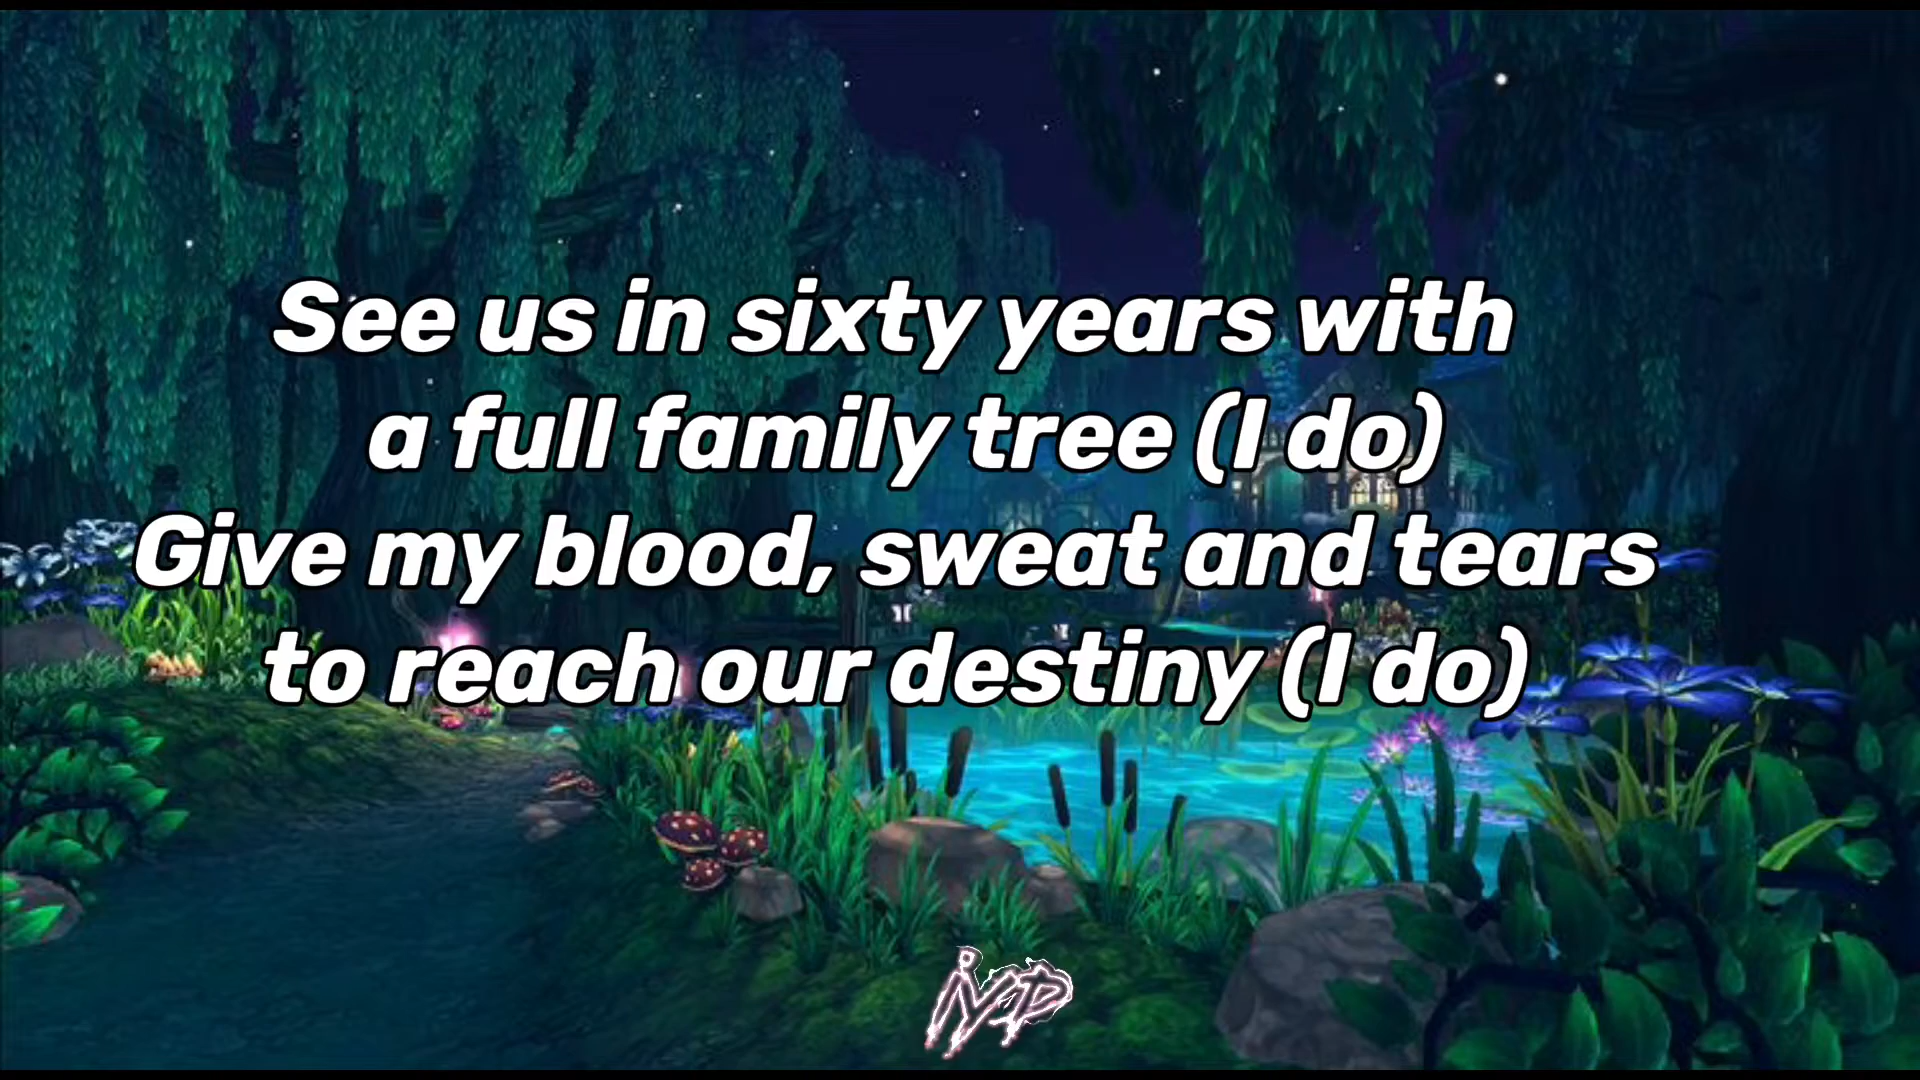 See us in sixty years with
a full family tree (I do)
Give my blood, sweat and tears
to reach our destiny (I do)